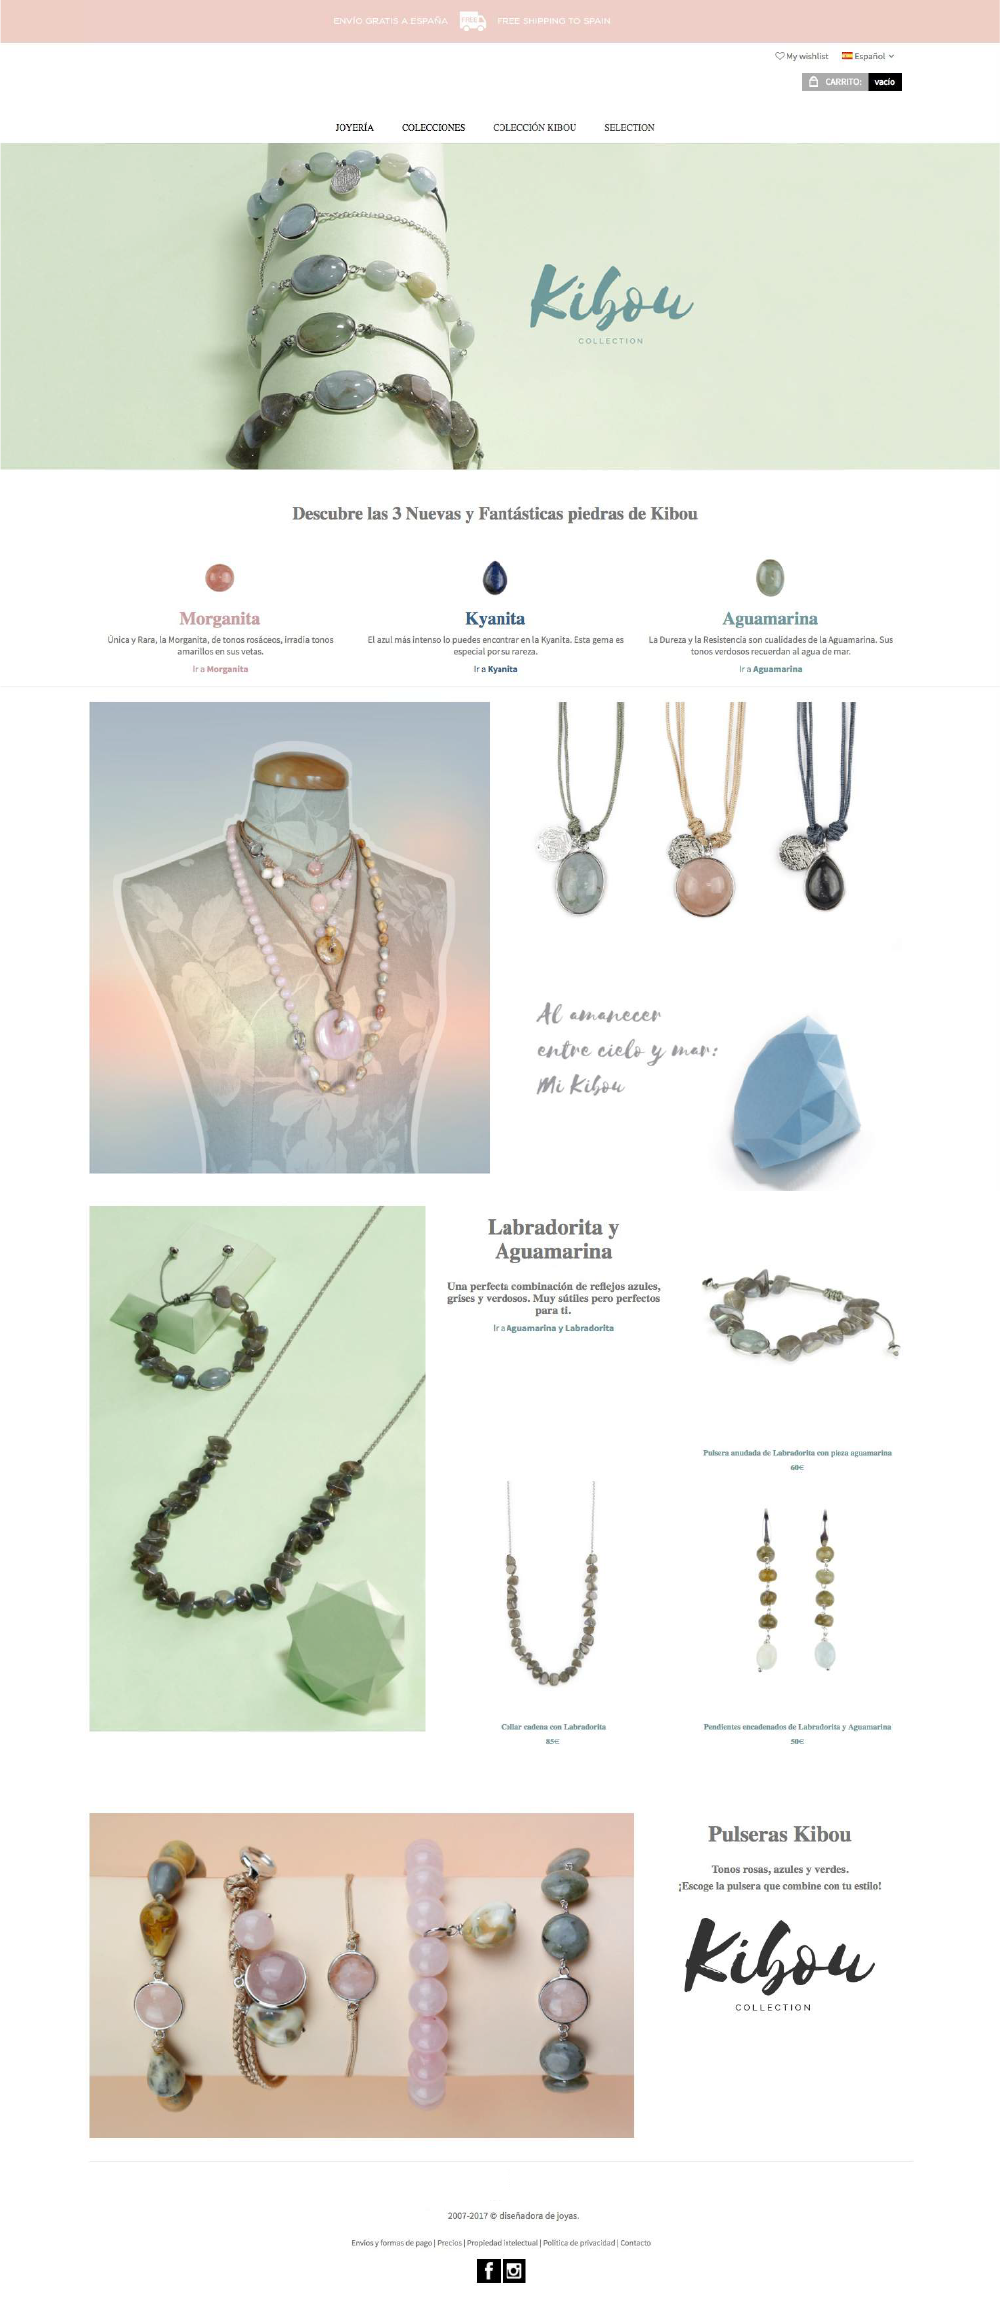 ENVÍO GRATIS A ESPAÑA FREE FREE SHIPPING TO SPAIN
My wishlist Español
CARRITO: vacío
JOYERÍA COLECCIONES COLECCIÓN KIBOU SELECTION
Kibou
COLLECTION
Descubre las 3 Nuevas y Fantásticas piedras de Kibou
Morganita
Única y Rara, la Morganita, de tonos rosáceos, irradia tonos
amarillos en sus vetas.
Ir a Morganita
Kyanita
El azul más intenso lo puedes encontrar en la Kyanita. Esta gema es
especial por su rareza.
Ir a Kyanita
Aguamarina
La Dureza y la Resistencia son cualidades de la Aguamarina. Sus
tonos verdosos recuerdan al agua de mar.
Ir a Aguamarina
Al amanecer
entre cielo y mar:
Mi Kibou
Labradorita y
Aguamarina
Una perfecta combinación de reflejos azules,
grises y verdosos. Muy sútiles pero perfectos
para ti.
Ir a Aguamarina y Labradorita
Pulsera anudada de Labradorita con pieza aguamarina
60€
Collar cadena con Labradorita
85€
Pendientes encadenados de Labradorita y Aguamarina
50€
Pulseras Kibou
Tonos rosas, azules y verdes.
¡Escoge la pulsera que combine con tu estilo!
Kibou
COLLECTION
2007-2017 © diseñadora de joyas.
Envíos y formas de pago | Precios | Propiedad intelectual | Política de privacidad | Contacto